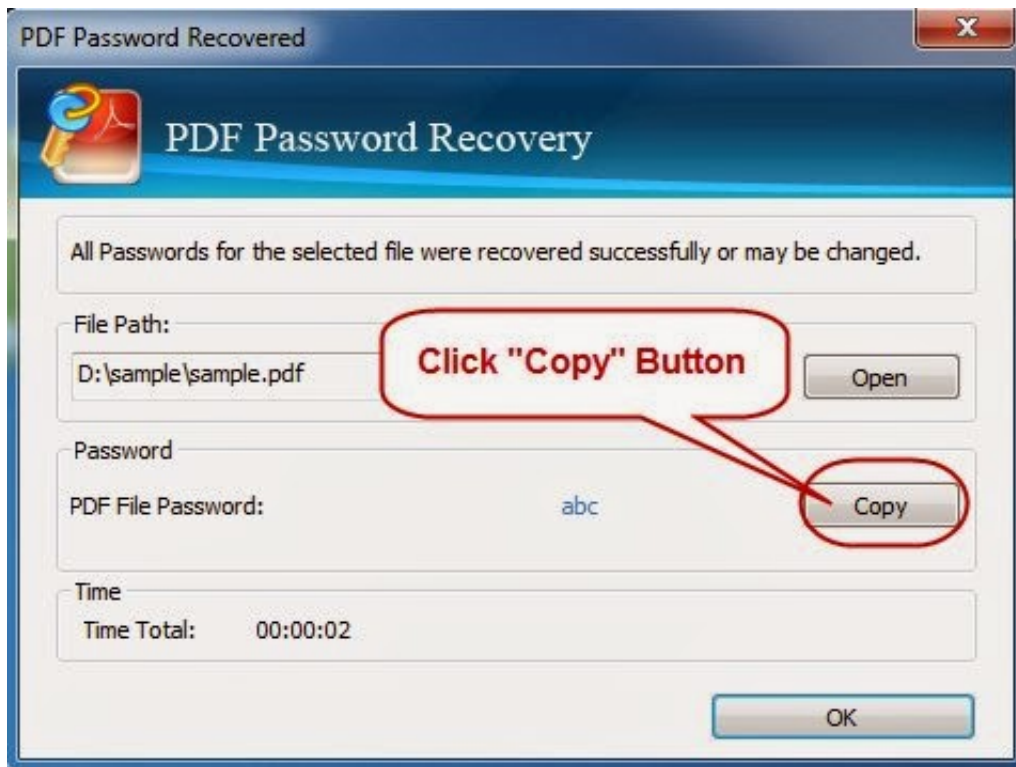 PDF Password Recovered
x
PDF Password Recovery
All Passwords for the selected file were recovered successfully or may be changed.
File Path:
D:\sample\sample.pdf
Click "Copy" Button
Open
Password
PDF File Password: abc Copy
Time
Time Total: 00:00:02
OK